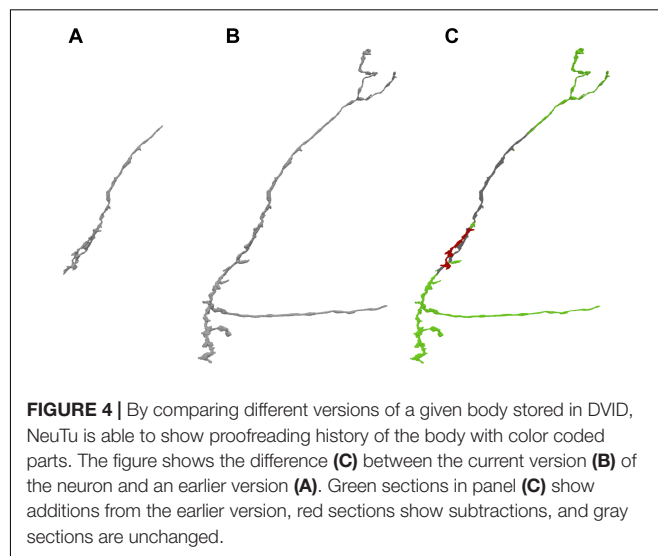 A B C
FIGURE 4 | By comparing different versions of a given body stored in DVID,
NeuTu is able to show proofreading history of the body with color coded
parts. The figure shows the difference (C) between the current version (B) of
the neuron and an earlier version (A). Green sections in panel (C) show
additions from the earlier version, red sections show subtractions, and gray
sections are unchanged.